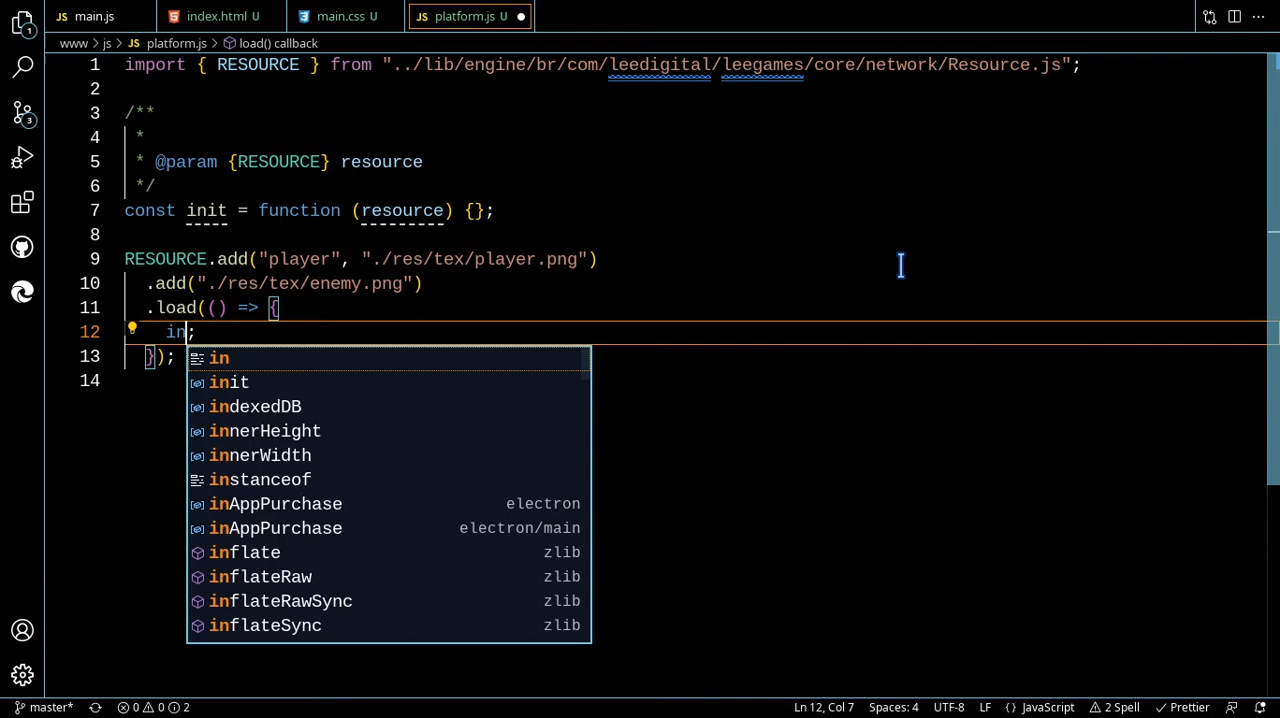 main.js
index.html U
main.css U
platform.js U
www > js > JS platform.js > load() callback
1 import { RESOURCE } from "../lib/engine/br/com/leedigital/leegames/core/network/Resource.js";
2
3 /**
4 *
5 * @param {RESOURCE} resource
6 */
7 const init = function (resource) {};
8
9 RESOURCE.add("player", "./res/tex/player.png")
10 .add("./res/tex/enemy.png")
11 .load(() => {
12 in;
13 });
14
in
init
indexedDB
innerHeight
innerWidth
instanceof
inAppPurchase electron
inAppPurchase electron/main
inflate zlib
inflateRaw zlib
inflateRawSync zlib
inflateSync zlib
1
3
master* 0 0 2 Ln 12, Col 7 Spaces: 4 UTF-8 LF {} JavaScript 2 Spell Prettier